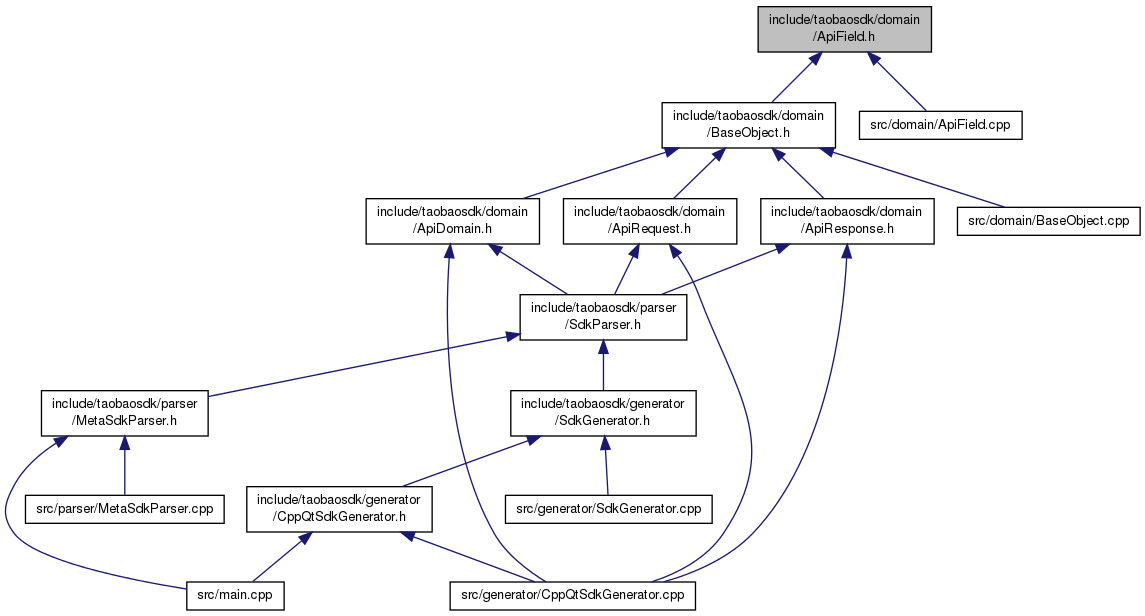 include/taobaosdk/domain
/ApiField.h
include/taobaosdk/domain
/BaseObject.h
src/domain/ApiField.cpp
include/taobaosdk/domain
/ApiDomain.h
include/taobaosdk/domain
/ApiRequest.h
include/taobaosdk/domain
/ApiResponse.h
src/domain/BaseObject.cpp
include/taobaosdk/parser
/SdkParser.h
include/taobaosdk/parser
/MetaSdkParser.h
include/taobaosdk/generator
/SdkGenerator.h
src/parser/MetaSdkParser.cpp
include/taobaosdk/generator
/CppQtSdkGenerator.h
src/generator/SdkGenerator.cpp
src/main.cpp
src/generator/CppQtSdkGenerator.cpp